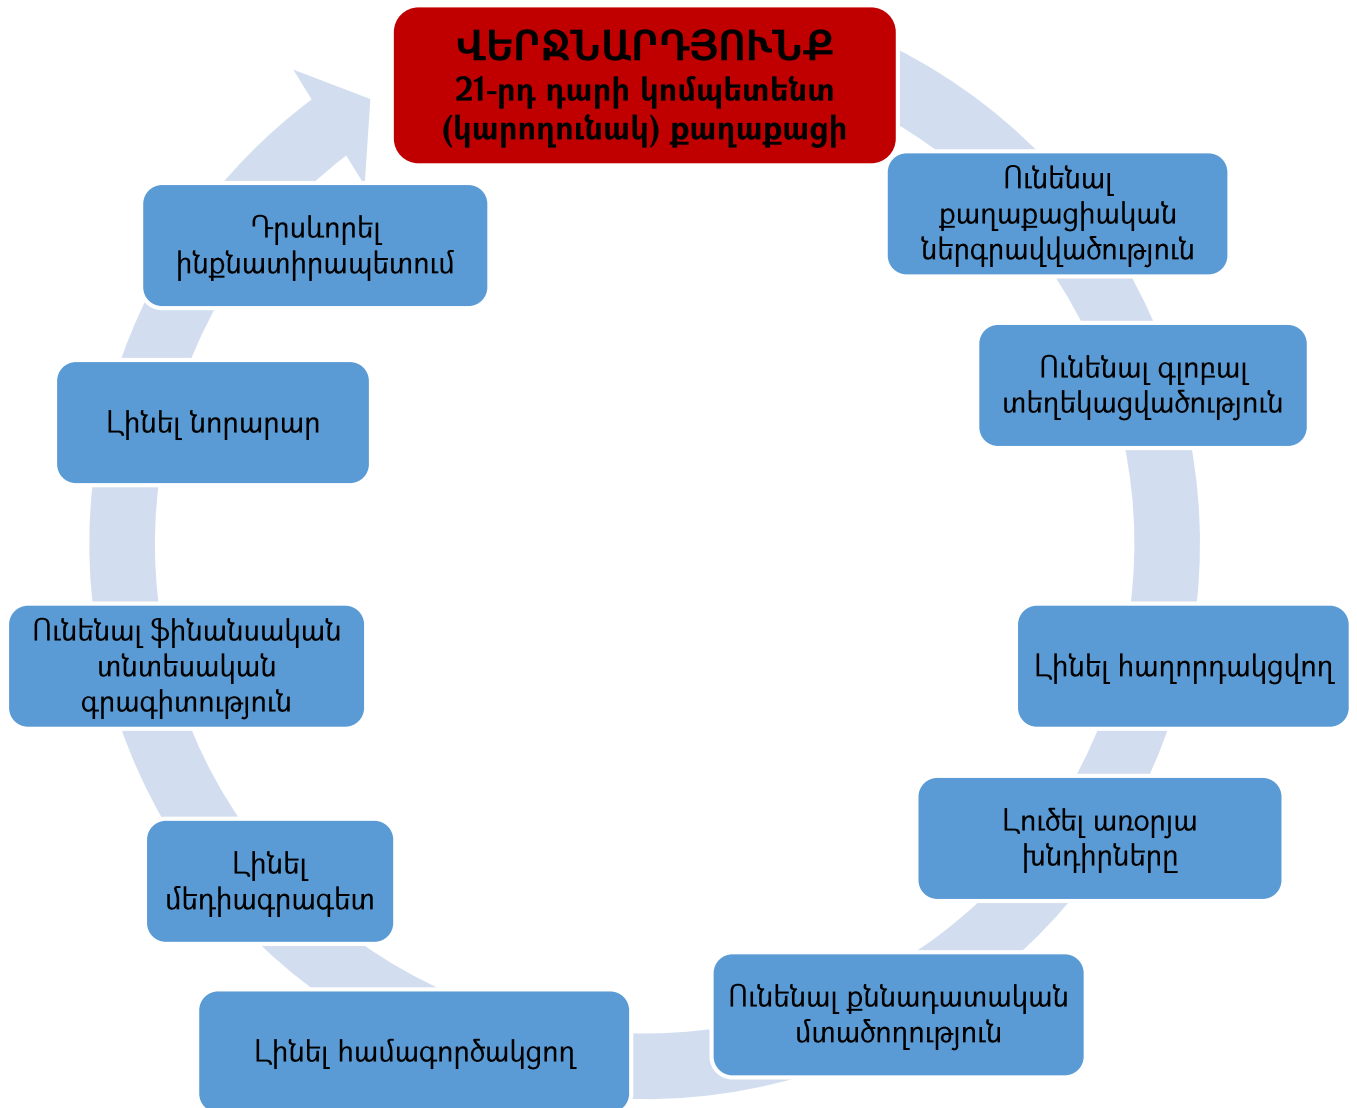 ՎԵՐՋՆԱՐԴՅՈՒՆՔ
21-րդ դարի կոմպետենտ
(կարողունակ) քաղաքացի
Ունենալ
քաղաքացիական
ներգրավվածություն
Ունենալ գլոբալ
տեղեկացվածություն
Լինել հաղորդակցվող
Լուծել առօրյա
խնդիրները
Ունենալ քննադատական
մտածողություն
Լինել համագործակցող
Լինել
մեդիագրագետ
Ունենալ ֆինանսական
տնտեսական
գրագիտություն
Լինել նորարար
Դրսևորել
ինքնատիրապետում